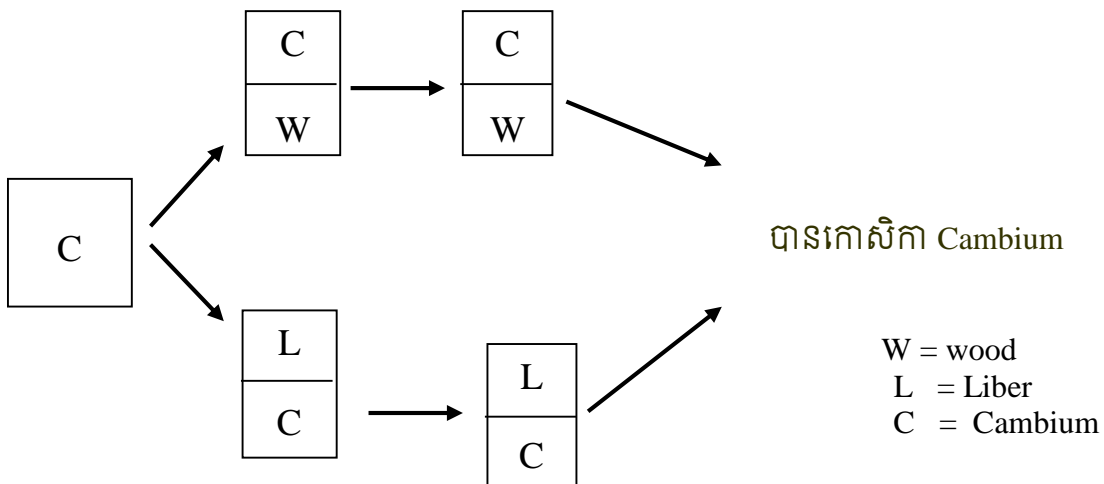 C C
W W
C
បានកោសិកា Cambium
L
C
L
C
W = wood
L = Liber
C = Cambium